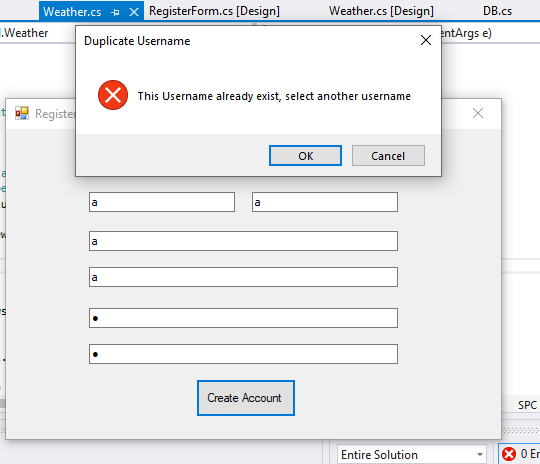 Weather.cs
RegisterForm.cs [Design]
Weather.cs [Design]
DB.cs
.Weather
Duplicate Username
entArgs e)
This Username already exist, select another username
Register
OK
Cancel
a
a
a
a
Create Account
SPC
Entire Solution
0 Er